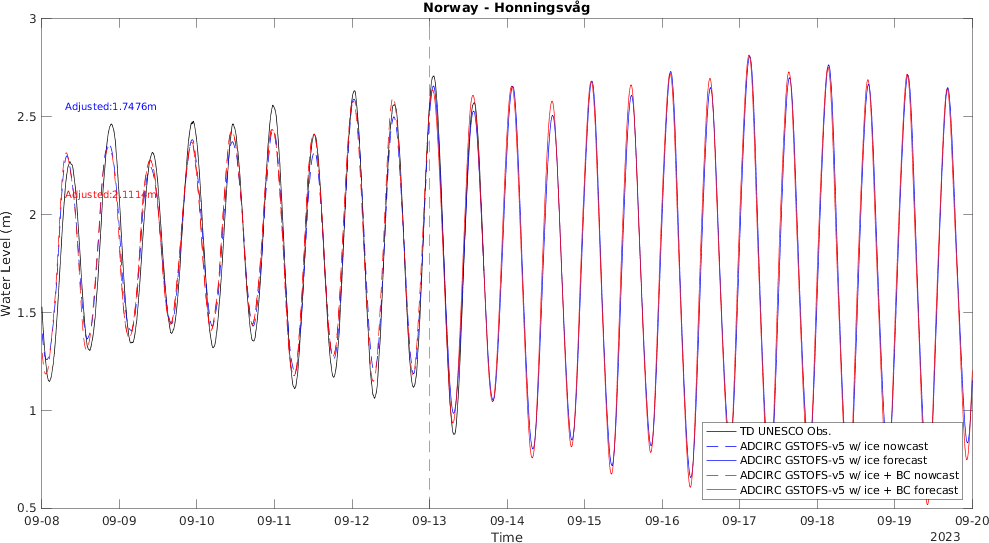 Norway - Honningsvåg
3
2.5
2
1.5
1
0.5
Water Level (m)
Adjusted:1.7476m
Adjusted:2.1114m
TD UNESCO Obs.
ADCIRC GSTOFS-v5 w/ ice nowcast
ADCIRC GSTOFS-v5 w/ ice forecast
ADCIRC GSTOFS-v5 w/ ice + BC nowcast
ADCIRC GSTOFS-v5 w/ ice + BC forecast
09-08 09-09 09-10 09-11 09-12 09-13 09-14 09-15 09-16 09-17 09-18 09-19 09-20
Time
2023